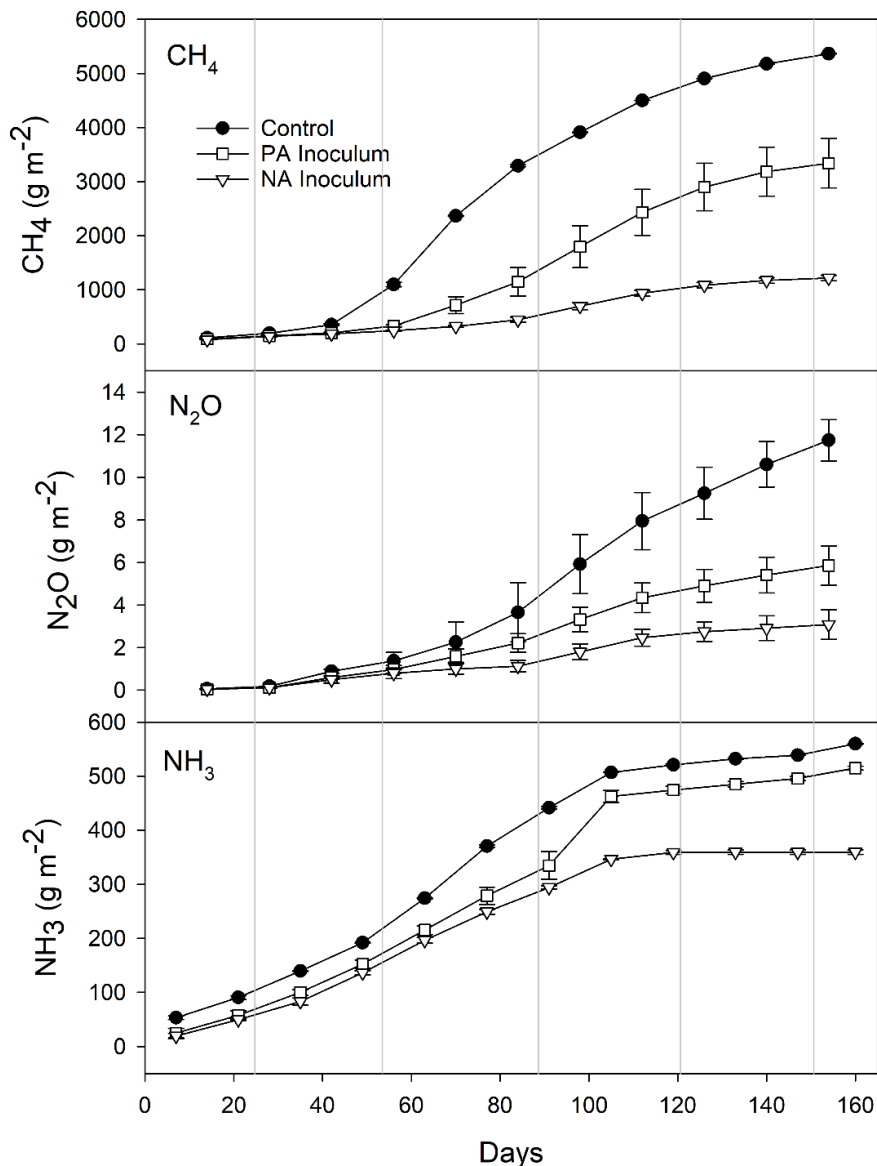 CH₄
Control
PA Inoculum
NA Inoculum
CH₄ (g m⁻²)
6000
5000
4000
3000
2000
1000
0
N₂O
N₂O (g m⁻²)
14
12
10
8
6
4
2
0
NH₃
NH₃ (g m⁻²)
600
500
400
300
200
100
0
0 20 40 60 80 100 120 140 160
Days